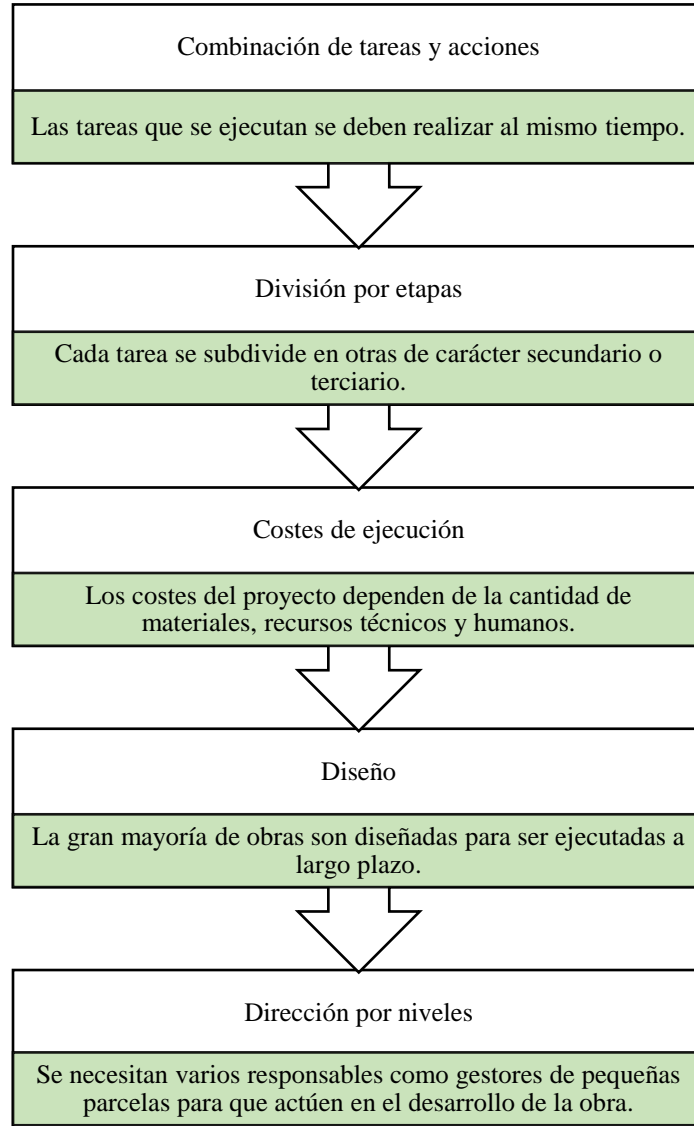 Combinación de tareas y acciones
Las tareas que se ejecutan se deben realizar al mismo tiempo.
División por etapas
Cada tarea se subdivide en otras de carácter secundario o
terciario.
Costes de ejecución
Los costes del proyecto dependen de la cantidad de
materiales, recursos técnicos y humanos.
Diseño
La gran mayoría de obras son diseñadas para ser ejecutadas a
largo plazo.
Dirección por niveles
Se necesitan varios responsables como gestores de pequeñas
parcelas para que actúen en el desarrollo de la obra.